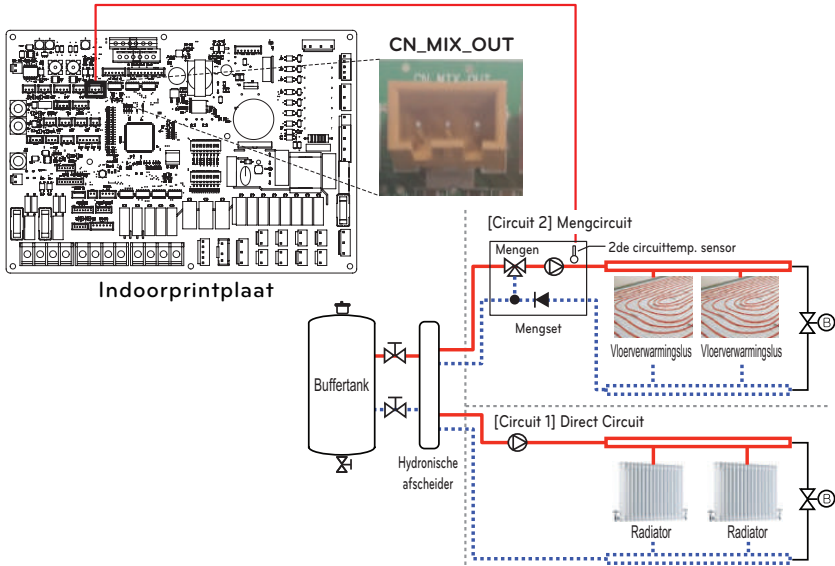 CN_MIX_OUT
CN_MIX_OUT
Indoorprintplaat
[Circuit 2] Mengcircuit
Mengen
2de circuittemp. sensor
Mengset
Vloerverwarmingslus
Vloerverwarmingslus
B
Buffertank
Hydronische
afscheider
[Circuit 1] Direct Circuit
Radiator
Radiator
B